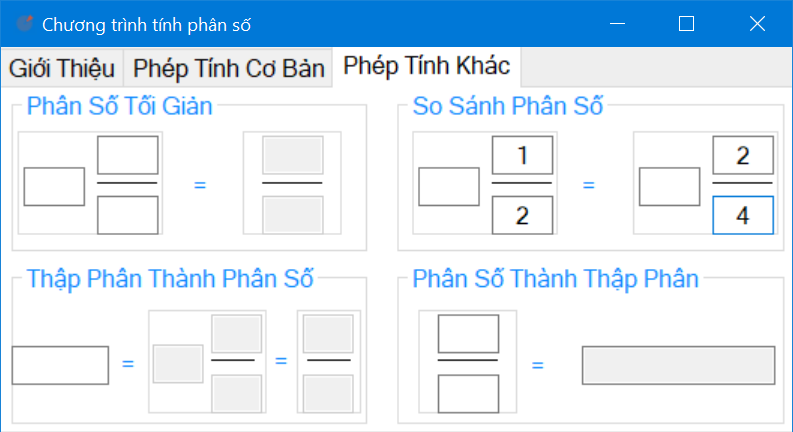 Chương trình tính phân số
Giới Thiệu Phép Tính Cơ Bản Phép Tính Khác
Phân Số Tối Giản
=
So Sánh Phân Số
1
2
=
2
4
Thập Phân Thành Phân Số
= =
Phân Số Thành Thập Phân
=